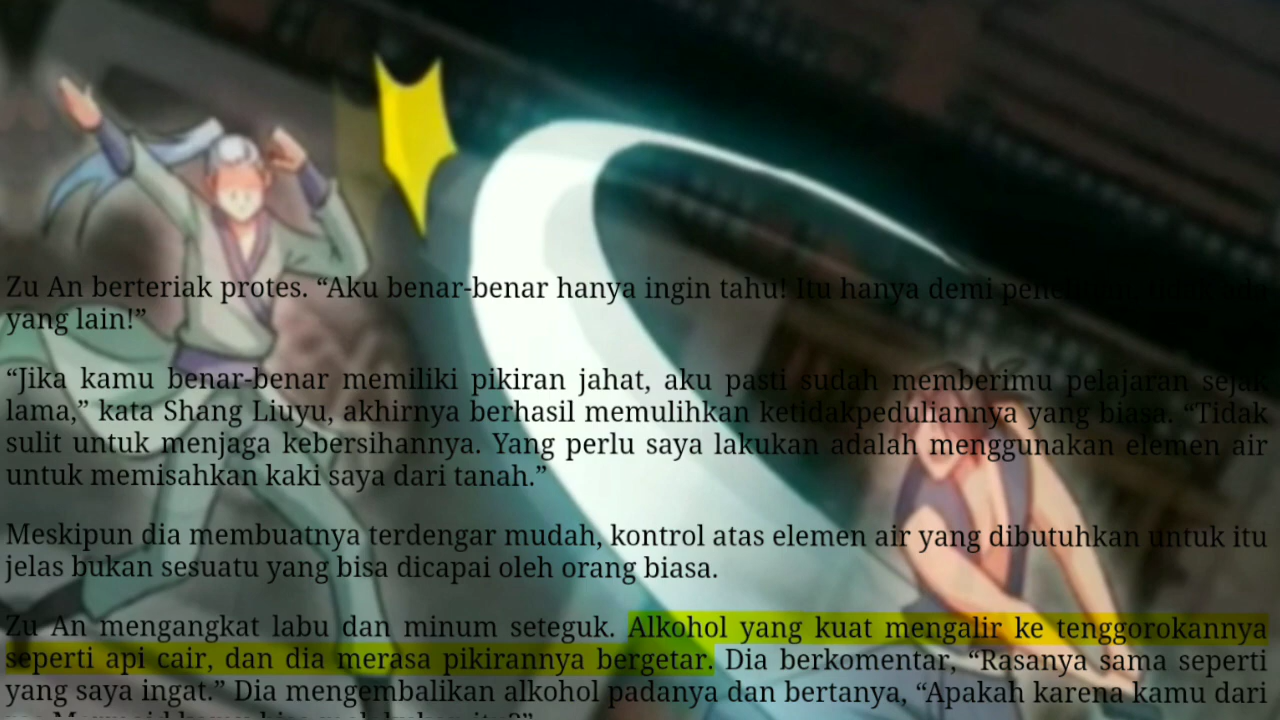 Zu An berteriak protes. “Aku benar-benar hanya ingin tahu! Itu hanya demi penelitian, tidak ada
yang lain!”
“Jika kamu benar-benar memiliki pikiran jahat, aku pasti sudah memberimu pelajaran sejak
lama,” kata Shang Liuyu, akhirnya berhasil memulihkan ketidakpeduliannya yang biasa. “Tidak
sulit untuk menjaga kebersihannya. Yang perlu saya lakukan adalah menggunakan elemen air
untuk memisahkan kaki saya dari tanah.”
Meskipun dia membuatnya terdengar mudah, kontrol atas elemen air yang dibutuhkan untuk itu
jelas bukan sesuatu yang bisa dicapai oleh orang biasa.
Zu An mengangkat labu dan minum seteguk. Alkohol yang kuat mengalir ke tenggorokannya
seperti api cair, dan dia merasa pikirannya bergetar. Dia berkomentar, “Rasanya sama seperti
yang saya ingat.” Dia mengembalikan alkohol padanya dan bertanya, “Apakah karena kamu dari